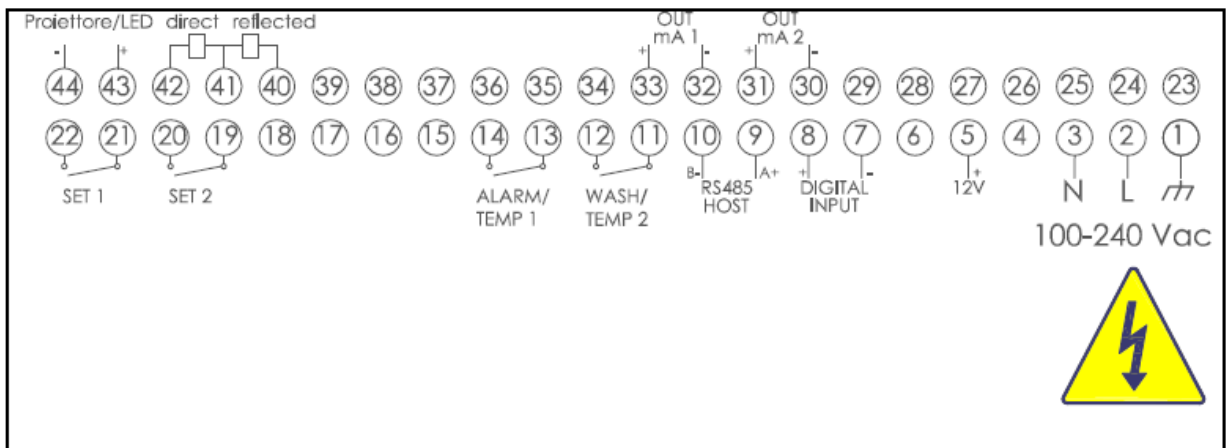 Proiettore/LED direct reflected
OUT
mA 1
OUT
mA 2
- + + - + -
44 43 42 41 40 39 38 37 36 35 34 33 32 31 30 29 28 27 26 25 24 23
22 21 20 19 18 17 16 15 14 13 12 11 10 9 8 7 6 5 4 3 2 1
SET 1
SET 2
ALARM/
TEMP 1
WASH/
TEMP 2
B- A+
RS485
HOST
+ -
DIGITAL
INPUT
+
12V
N L
100-240 Vac